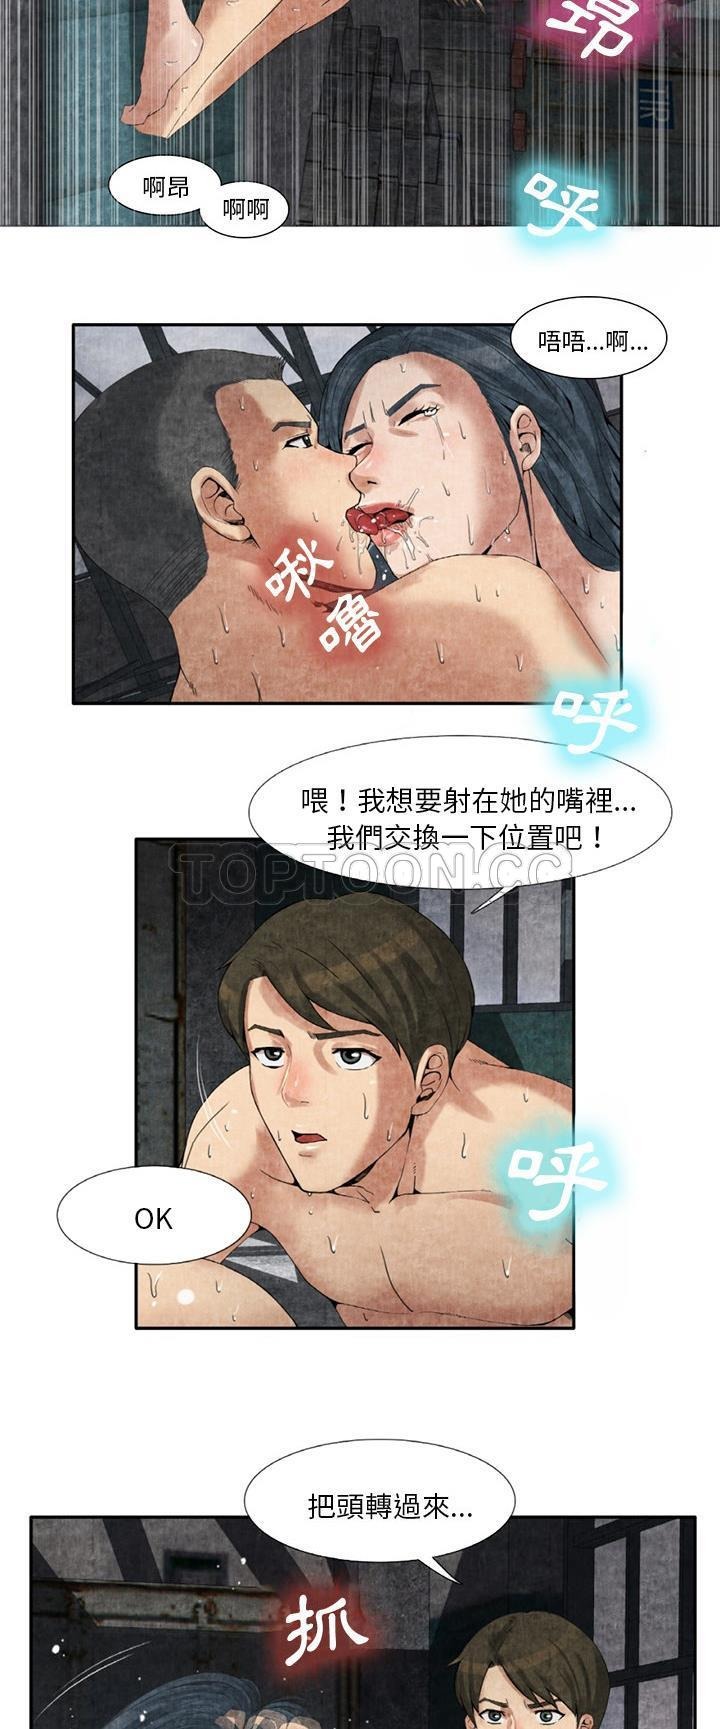 昂
TIR
啊昂
啊啊
呼
唔唔...啊...
啾
嚕
呼
喂！我想要射在她的嘴裡...
我們交換一下位置吧！
TOPTOON.CC
呼
OK
把頭轉過來...
抓